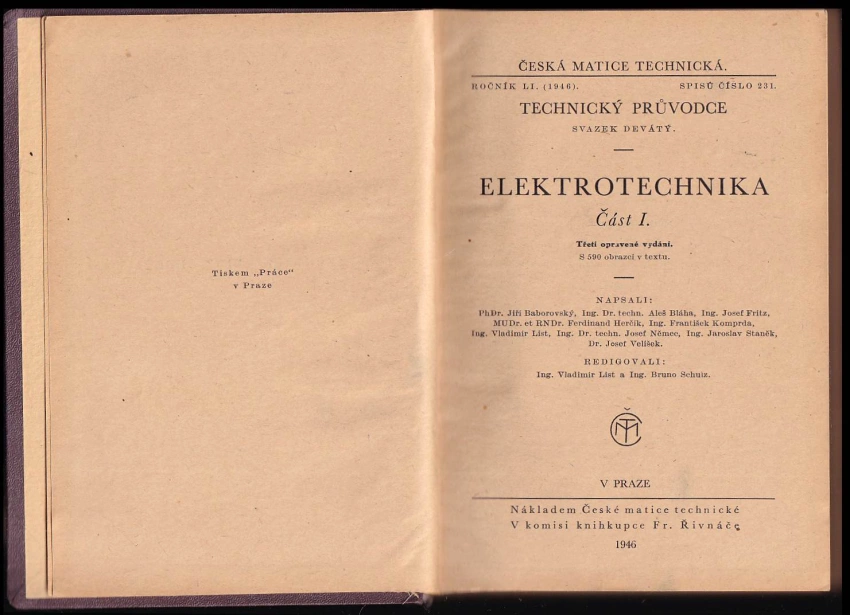 Tiskem „Práce“
v Praze
ČESKÁ MATICE TECHNICKÁ.
ROČNÍK LI. (1946). SPISŮ ČÍSLO 231.
TECHNICKÝ PRŮVODCE
SVAZEK DEVÁTÝ.
ELEKTROTECHNIKA
Část I.
Třetí opravené vydání.
S 590 obrazci v textu.
NAPSALI:
PhDr. Jiří Baborovský, Ing. Dr. techn. Aleš Bláha, Ing. Josef Fritz,
MUDr. et RNDr. Ferdinand Herčík, Ing. František Komprda,
Ing. Vladimír List, Ing. Dr. techn. Josef Němec, Ing. Jaroslav Staněk,
Dr. Josef Velíšek.
REDIGOVALI:
Ing. Vladimír List a Ing. Bruno Schulz.
ČMT
V PRAZE
Nákladem České matice technické
V komisi knihkupce Fr. Řivnáče
1946